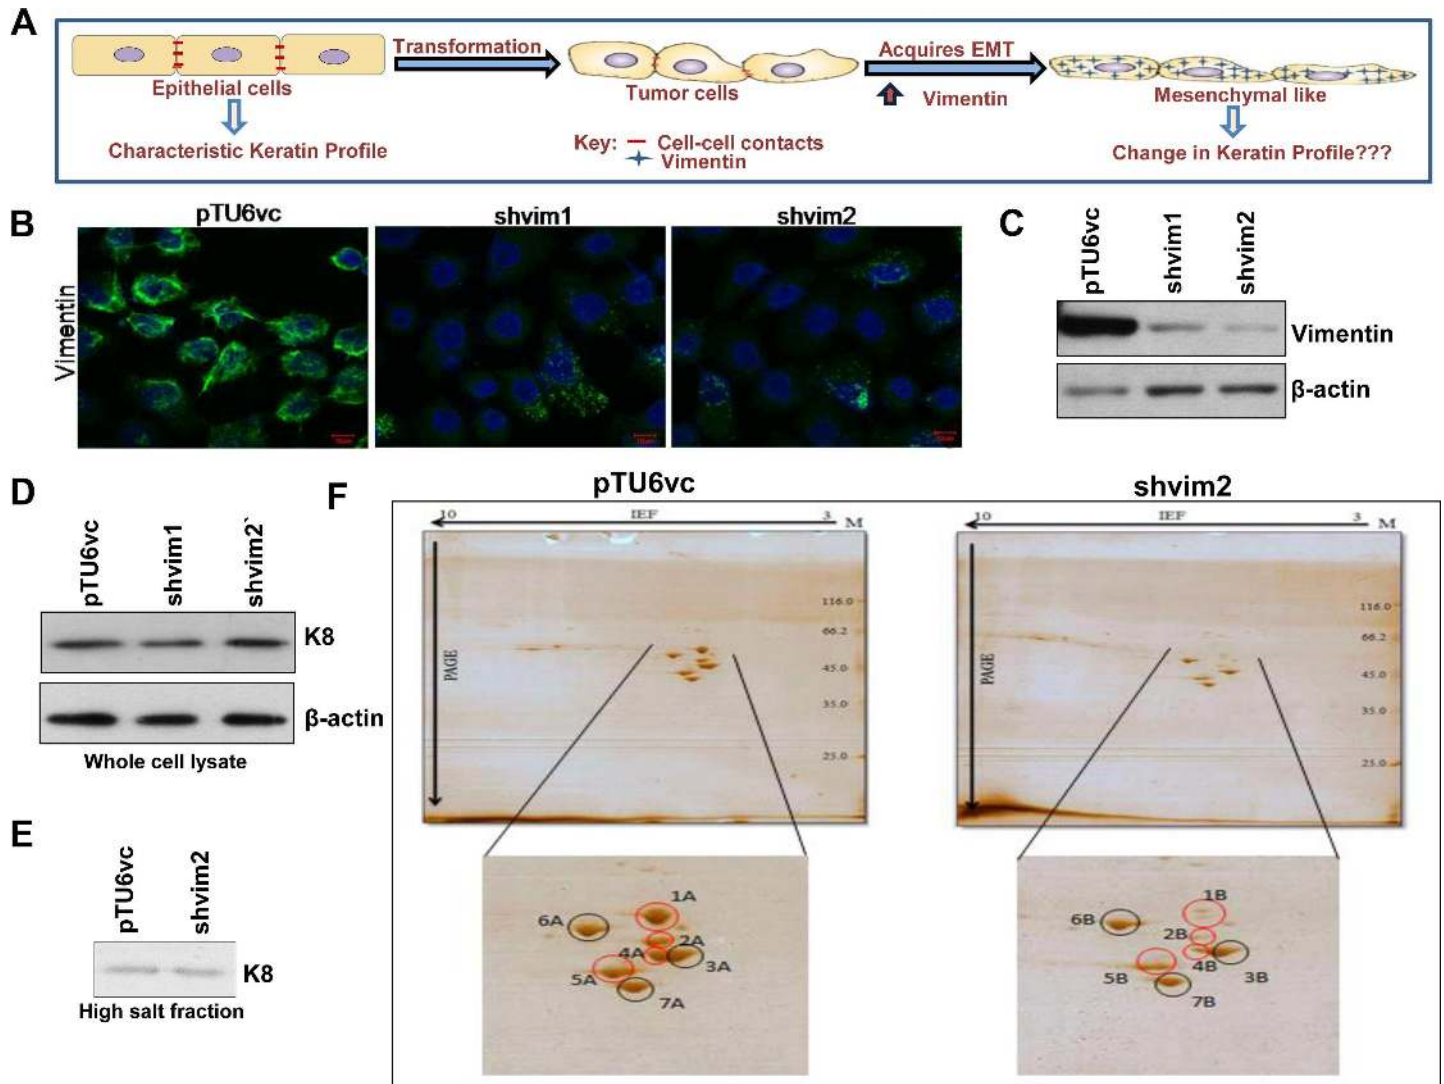 A
Transformation
Acquires EMT
Vimentin
Epithelial cells
Tumor cells
Mesenchymal like
Characteristic Keratin Profile
Key: Cell-cell contacts
Vimentin
Change in Keratin Profile???
B
pTU6vc
shvim1
shvim2
Vimentin
C
pTU6vc
shvim1
shvim2
Vimentin
β-actin
D
pTU6vc
shvim1
shvim2`
K8
β-actin
Whole cell lysate
E
pTU6vc
shvim2
K8
High salt fraction
F
pTU6vc
10 IEF 3 M
PAGE
116.0
66.2
45.0
35.0
25.0
1A
6A
2A
4A
3A
5A
7A
shvim2
10 IEF 3 M
PAGE
116.0
66.2
45.0
35.0
25.0
1B
6B
2B
4B
3B
5B
7B